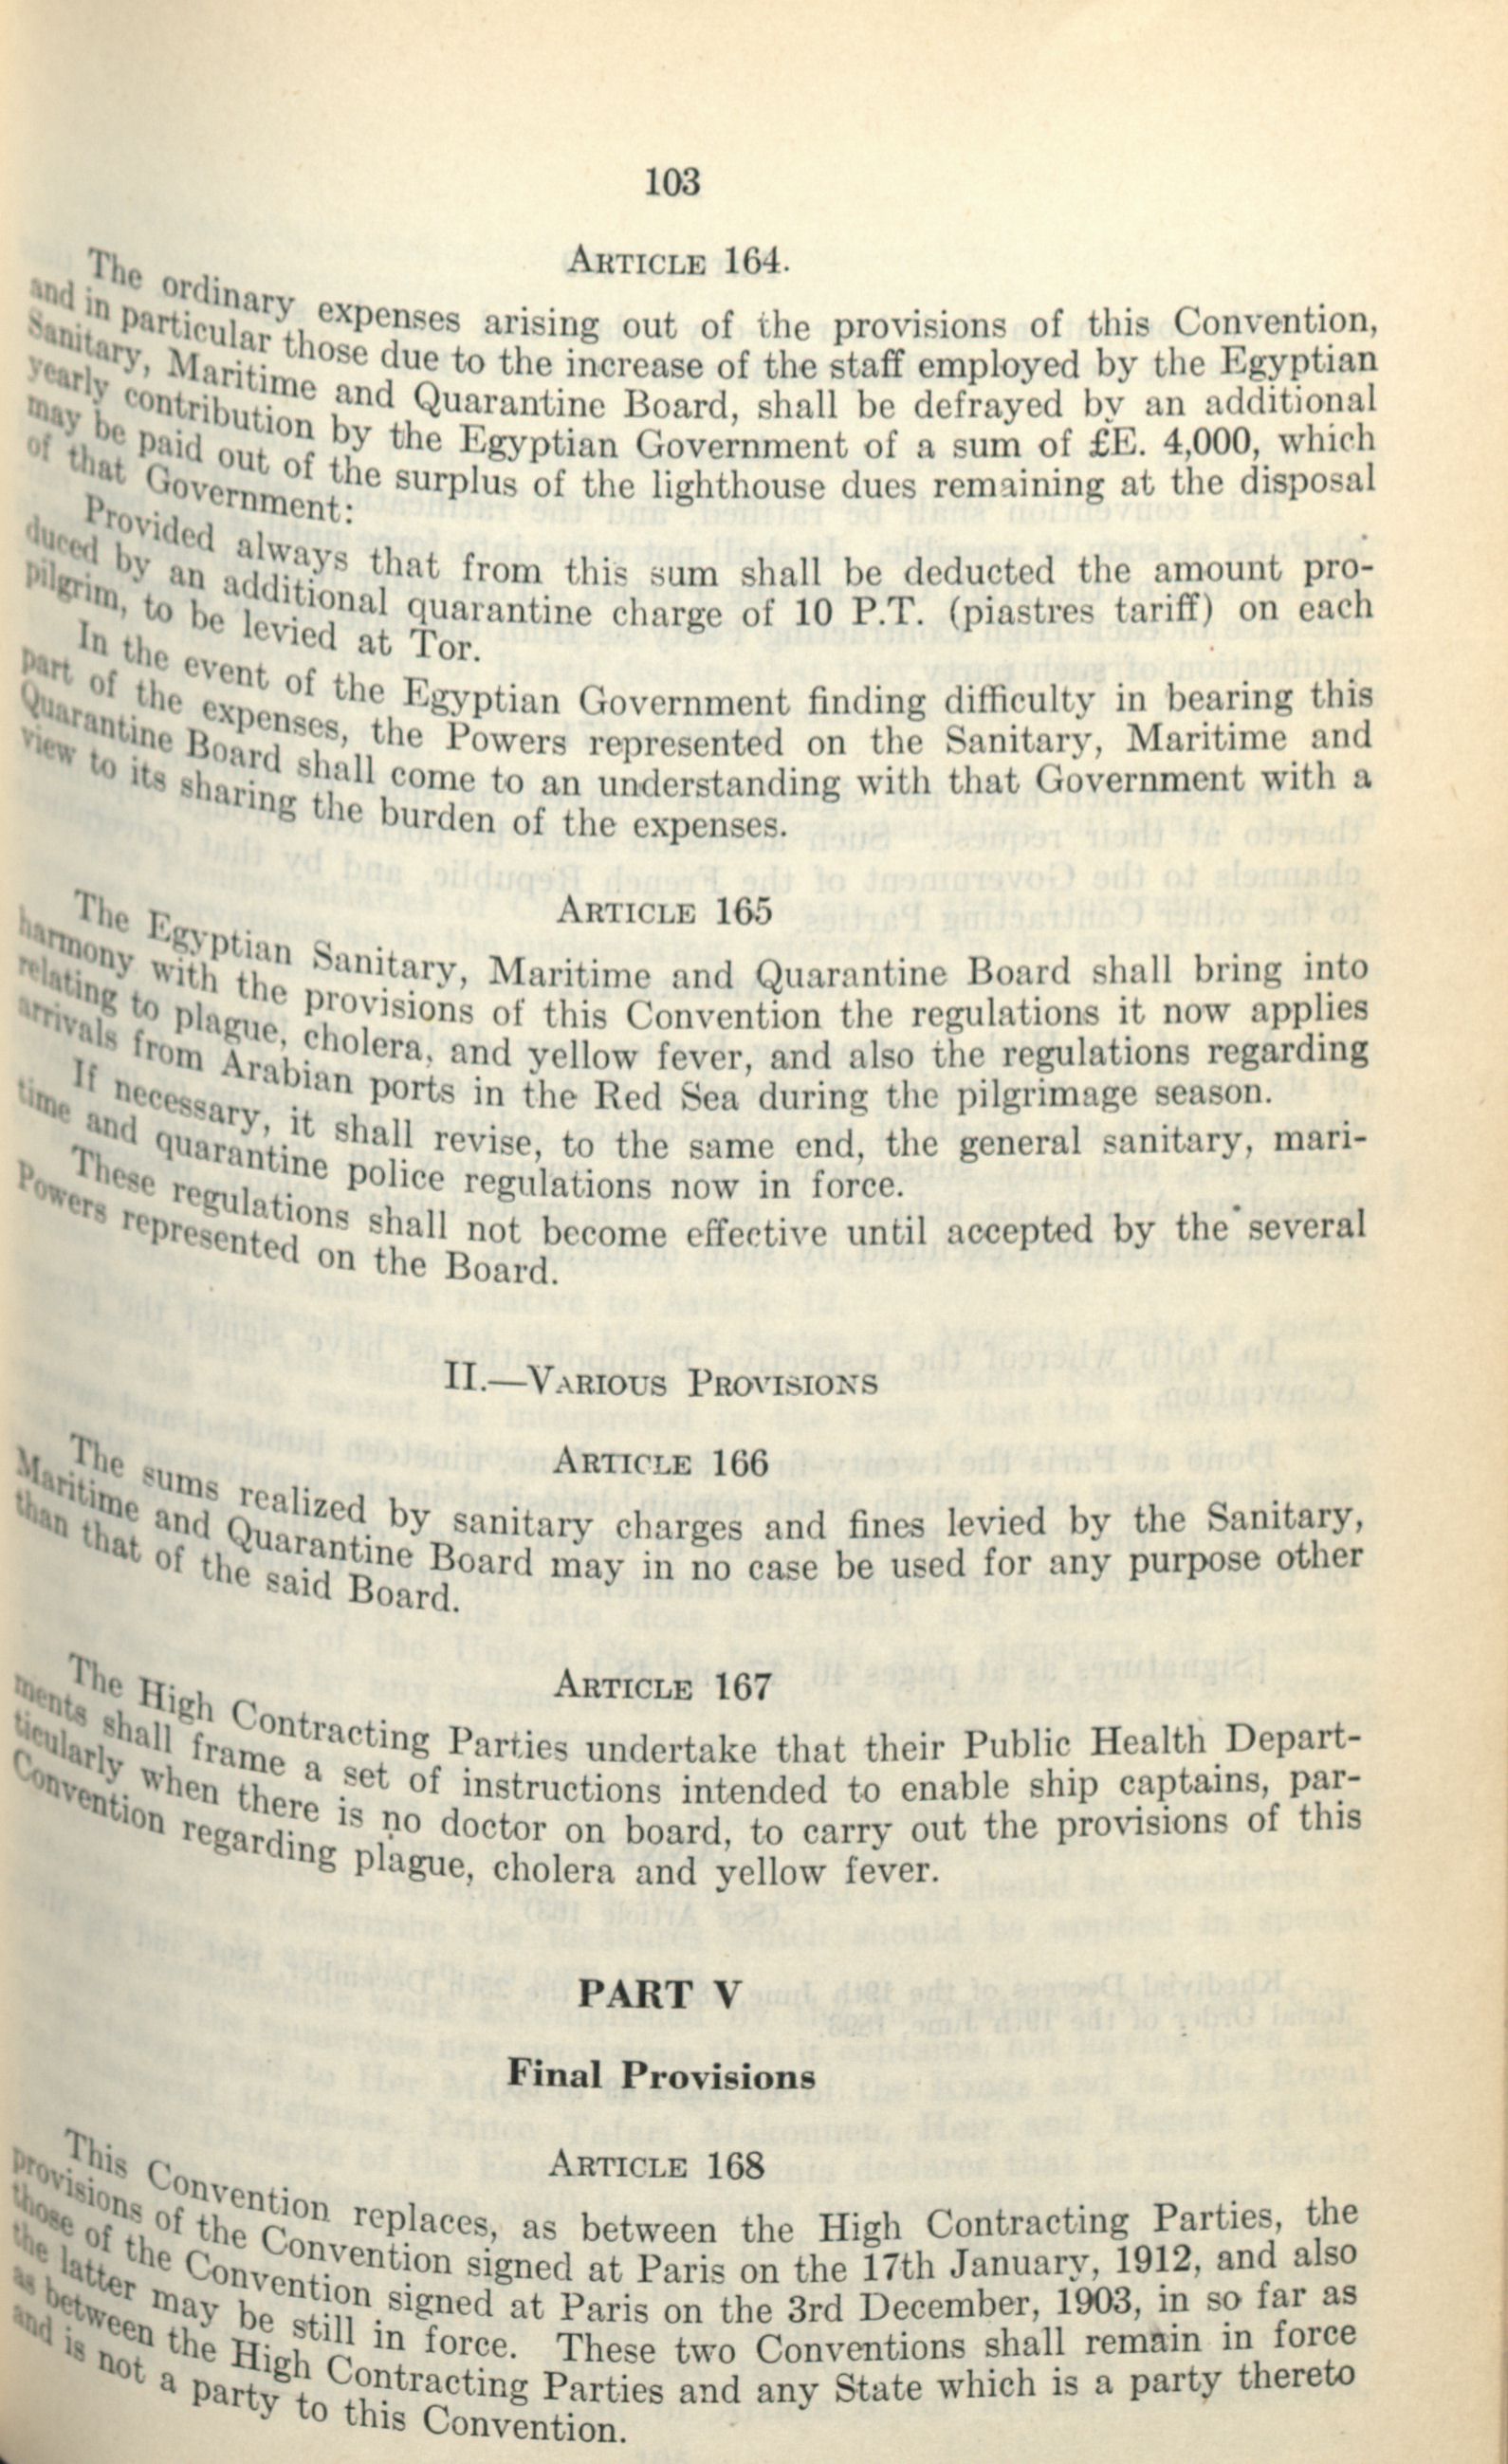 103
ARTICLE 164.
The ordinary expenses arising out of the provisions of this Convention,
and in particular those due to the increase of the staff employed by the Egyptian
Sanitary, Maritime and Quarantine Board, shall be defrayed by an additional
yearly contribution by the Egyptian Government of a sum of £E. 4,000, which
may be paid out of the surplus of the lighthouse dues remaining at the disposal
of that Government:
Provided always that from this sum shall be deducted the amount pro-
duced by an additional quarantine charge of 10 P.T. (piastres tariff) on each
pilgrim, to be levied at Tor.
In the event of the Egyptian Government finding difficulty in bearing this
part of the expenses, the Powers represented on the Sanitary, Maritime and
Quarantine Board shall come to an understanding with that Government with a
view to its sharing the burden of the expenses.
ARTICLE 165
The Egyptian Sanitary, Maritime and Quarantine Board shall bring into
harmony with the provisions of this Convention the regulations it now applies
relating to plague, cholera, and yellow fever, and also the regulations regarding
arrivals from Arabian ports in the Red Sea during the pilgrimage season.
If necessary, it shall revise, to the same end, the general sanitary, mari-
time and quarantine police regulations now in force.
These regulations shall not become effective until accepted by the several
Powers represented on the Board.
II.—VARIOUS PROVISIONS
ARTICLE 166
The sums realized by sanitary charges and fines levied by the Sanitary,
Maritime and Quarantine Board may in no case be used for any purpose other
than that of the said Board.
ARTICLE 167
The High Contracting Parties undertake that their Public Health Depart-
ments shall frame a set of instructions intended to enable ship captains, par-
ticularly when there is no doctor on board, to carry out the provisions of this
Convention regarding plague, cholera and yellow fever.
PART V
Final Provisions
ARTICLE 168
This Convention replaces, as between the High Contracting Parties, the
provisions of the Convention signed at Paris on the 17th January, 1912, and also
those of the Convention signed at Paris on the 3rd December, 1903, in so far as
the latter may be still in force. These two Conventions shall remain in force
as between the High Contracting Parties and any State which is a party thereto
and is not a party to this Convention.